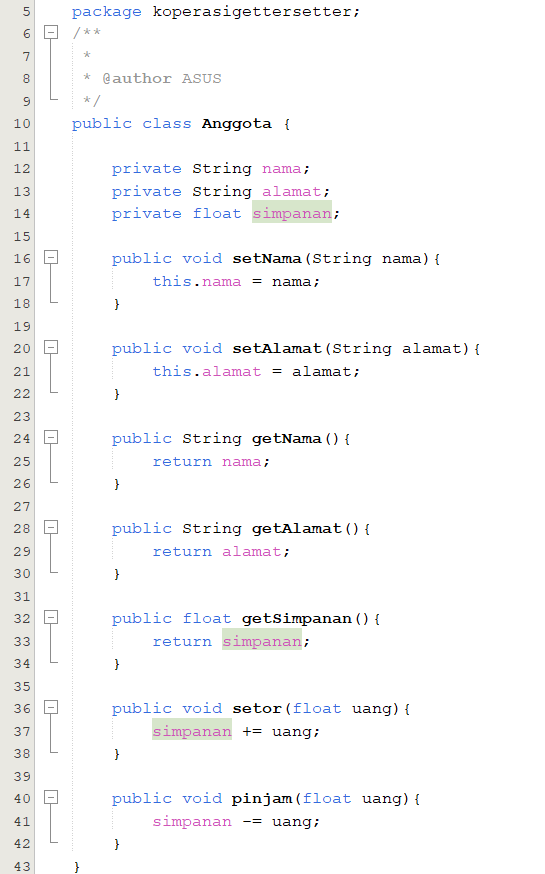 5 package koperasigettersetter;
6 /**
7  *
8  * @author ASUS
9  */
10 public class Anggota {
11
12     private String nama;
13     private String alamat;
14     private float simpanan;
15
16     public void setNama(String nama){
17         this.nama = nama;
18     }
19
20     public void setAlamat(String alamat){
21         this.alamat = alamat;
22     }
23
24     public String getNama(){
25         return nama;
26     }
27
28     public String getAlamat(){
29         return alamat;
30     }
31
32     public float getSimpanan(){
33         return simpanan;
34     }
35
36     public void setor(float uang){
37         simpanan += uang;
38     }
39
40     public void pinjam(float uang){
41         simpanan -= uang;
42     }
43 }